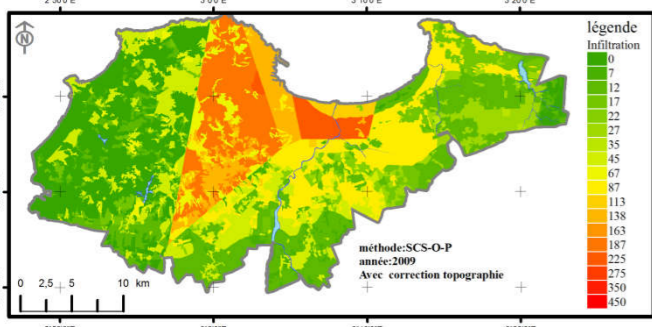 légende
Infiltration
0
7
12
17
22
27
35
45
67
87
113
138
163
187
225
275
350
450
N
méthode:SCS-O-P
année:2009
Avec correction topographie
0 2,5 5 10 km